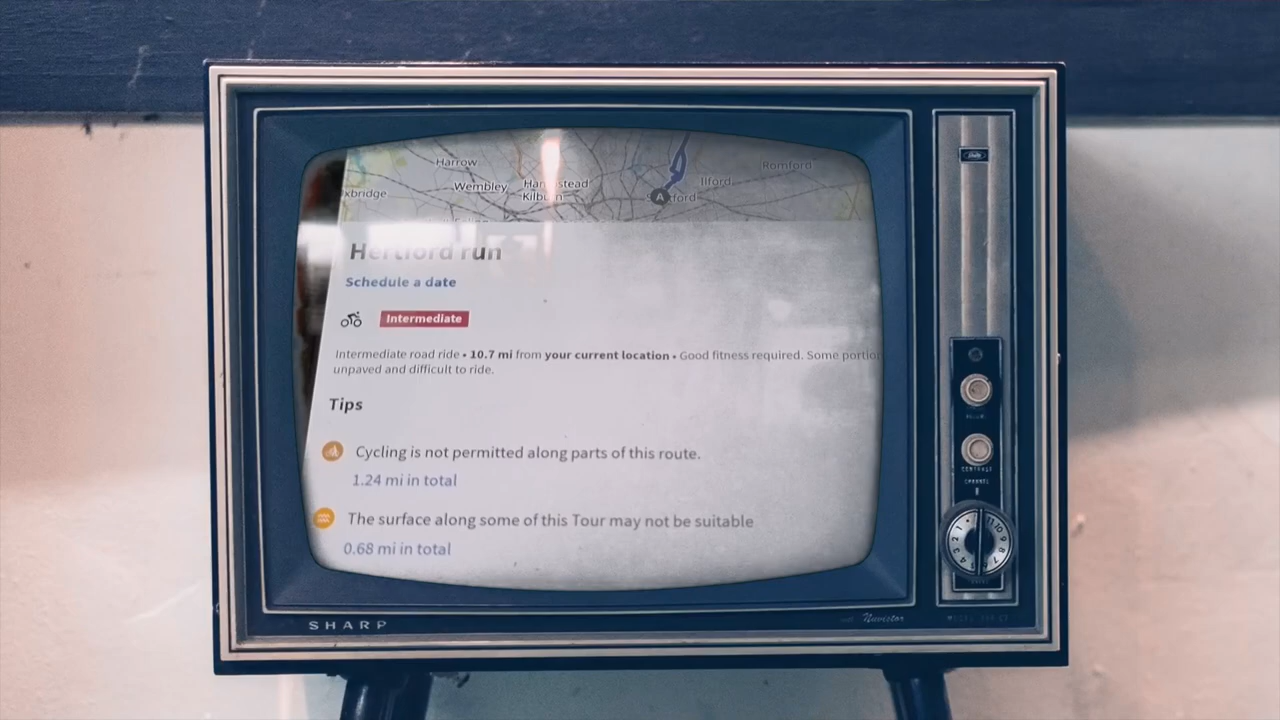 Harrow
Romford
Wembley
Hampstead
Ilford
xbridge
Kilburn
A
Hertford run
Schedule a date
Intermediate
Intermediate road ride • 10.7 mi from your current location • Good fitness required. Some portion
unpaved and difficult to ride.
Tips
Cycling is not permitted along parts of this route.
1.24 mi in total
The surface along some of this Tour may not be suitable
0.68 mi in total
CONTRAST
CHANNEL
SHARP